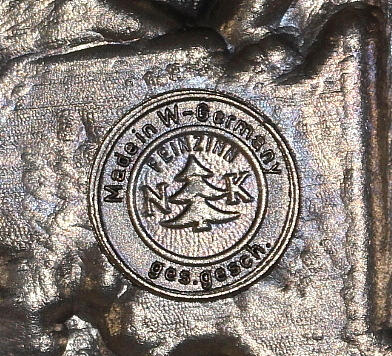 Made in W-Germany
FEINZINN
N K
ges.gesch.